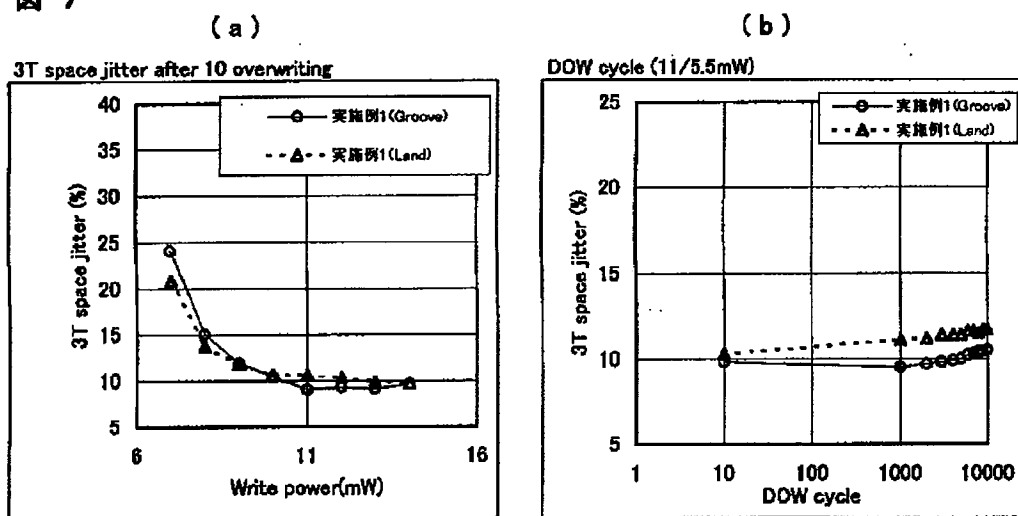 図 7
(a)
3T space jitter after 10 overwriting
実施例1(Groove)
実施例1(Land)
3T space jitter (%)
40
35
30
25
20
15
10
5
6
11
16
Write power(mW)
(b)
DOW cycle (11/5.5mW)
実施例1(Groove)
実施例1(Land)
3T space jitter (%)
25
20
15
10
5
1
10
100
1000
10000
DOW cycle